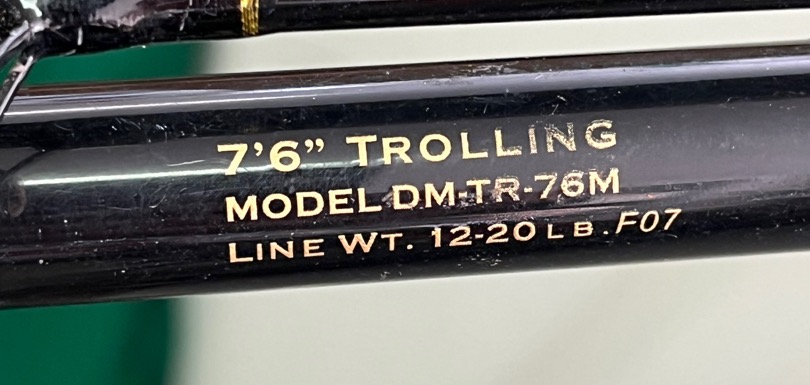 7'6" TROLLING
MODEL DM-TR-76M
LINE WT. 12-20 LB. F07